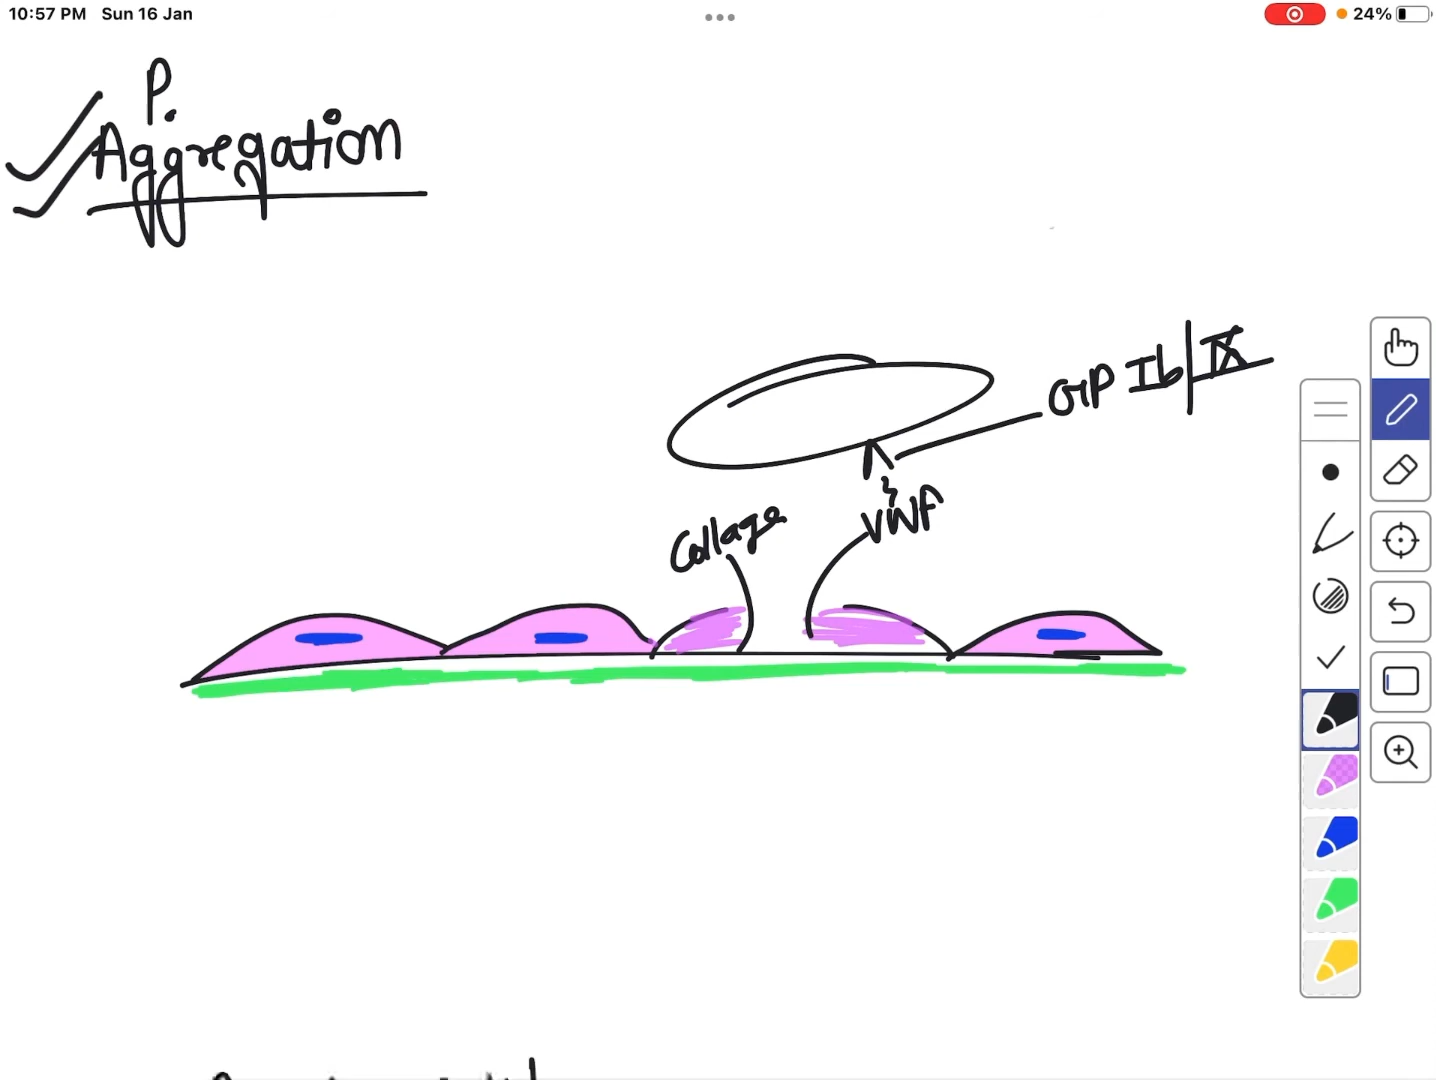 10:57 PM Sun 16 Jan
24%
P.
Aggregation
GP Ib/IX
VWF
Collage